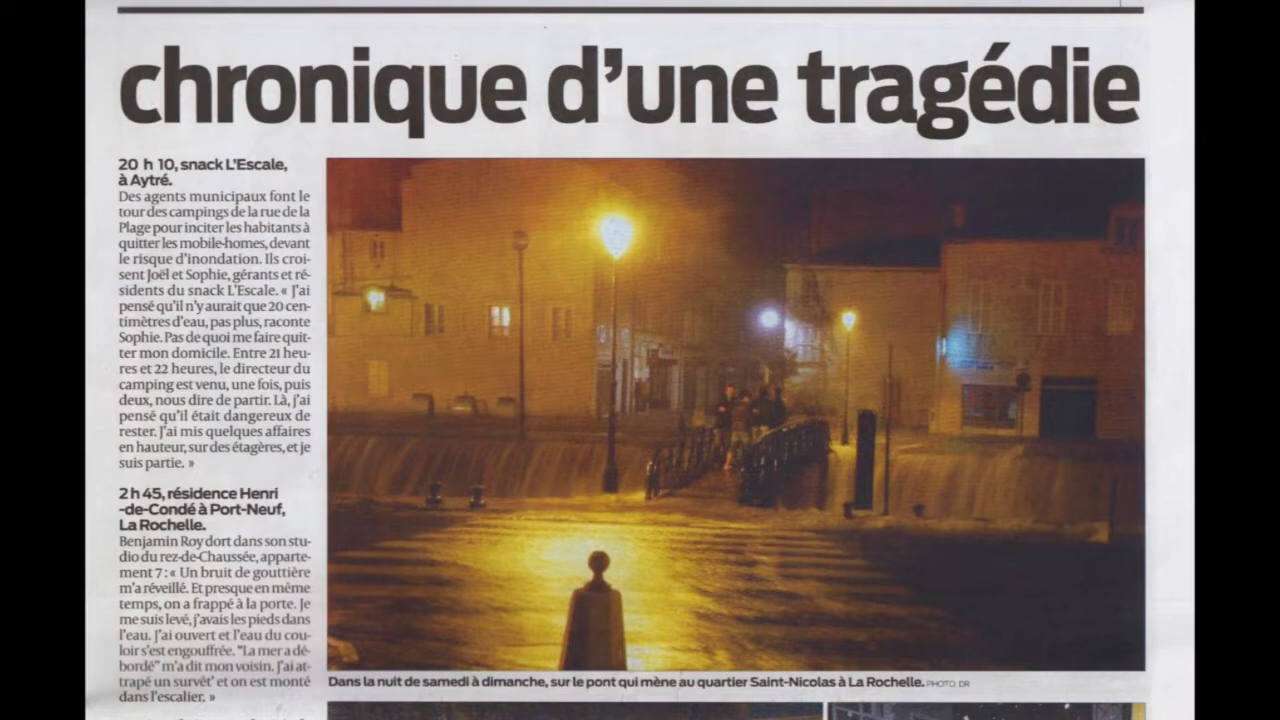 chronique d'une tragédie
20 h 10, snack L'Escale,
à Aytré.
Des agents municipaux font le
tour des campings de la rue de la
Plage pour inciter les habitants à
quitter les mobile-homes, devant
le risque d'inondation. Ils croi-
sent Joël et Sophie, gérants et ré-
sidents du snack L'Escale. « J'ai
pensé qu'il n'y aurait que 20 cen-
timètres d'eau, pas plus, raconte
Sophie. Pas de quoi me faire quit-
ter mon domicile. Entre 21 heu-
res et 22 heures, le directeur du
camping est venu, une fois, puis
deux, nous dire de partir. Là, j'ai
pensé qu'il était dangereux de
rester. J'ai mis quelques affaires
en hauteur, sur des étagères, et je
suis partie. »
2 h 45, résidence Henri
-de-Condé à Port-Neuf,
La Rochelle.
Benjamin Roy dort dans son stu-
dio du rez-de-Chaussée, apparte-
ment 7 : « Un bruit de gouttière
m'a réveillé. Et presque en même
temps, on a frappé à la porte. Je
me suis levé, j'avais les pieds dans
l'eau. J'ai ouvert et l'eau du cou-
loir s'est engouffrée. "La mer a dé-
bordé" m'a dit mon voisin. J'ai at-
trapé un survêt' et on est monté
dans l'escalier. »
Dans la nuit de samedi à dimanche, sur le pont qui mène au quartier Saint-Nicolas à La Rochelle. PHOTO DR